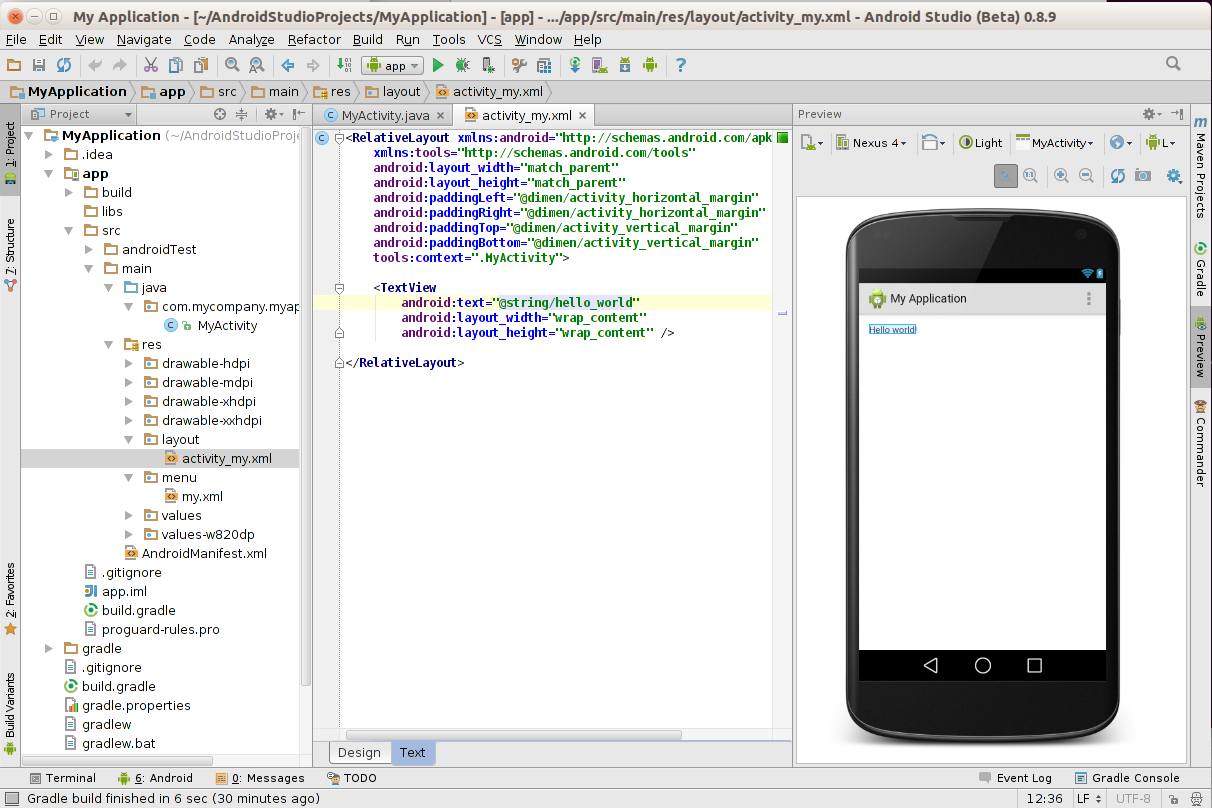 My Application - [~/AndroidStudioProjects/MyApplication] - [app] - .../app/src/main/res/layout/activity_my.xml - Android Studio (Beta) 0.8.9
File Edit View Navigate Code Analyze Refactor Build Run Tools VCS Window Help
app
MyApplication app src main res layout activity_my.xml
1: Project
7: Structure
2: Favorites
Build Variants
Project
MyApplication (~/AndroidStudioProje
.idea
app
build
libs
src
androidTest
main
java
com.mycompany.myap
MyActivity
res
drawable-hdpi
drawable-mdpi
drawable-xhdpi
drawable-xxhdpi
layout
activity_my.xml
menu
my.xml
values
values-w820dp
AndroidManifest.xml
.gitignore
app.iml
build.gradle
proguard-rules.pro
gradle
.gitignore
build.gradle
gradle.properties
gradlew
gradlew.bat
MyActivity.java activity_my.xml
<RelativeLayout xmlns:android="http://schemas.android.com/apk
xmlns:tools="http://schemas.android.com/tools"
android:layout_width="match_parent"
android:layout_height="match_parent"
android:paddingLeft="@dimen/activity_horizontal_margin"
android:paddingRight="@dimen/activity_horizontal_margin"
android:paddingTop="@dimen/activity_vertical_margin"
android:paddingBottom="@dimen/activity_vertical_margin"
tools:context=".MyActivity">
<TextView
android:text="@string/hello_world"
android:layout_width="wrap_content"
android:layout_height="wrap_content" />
</RelativeLayout>
Design Text
Preview
Nexus 4 Light MyActivity L
1:1
My Application
Hello world!
m Maven Projects
Gradle
Preview
Commander
Terminal 6: Android 0: Messages TODO Event Log Gradle Console
Gradle build finished in 6 sec (30 minutes ago) 12:36 LF UTF-8